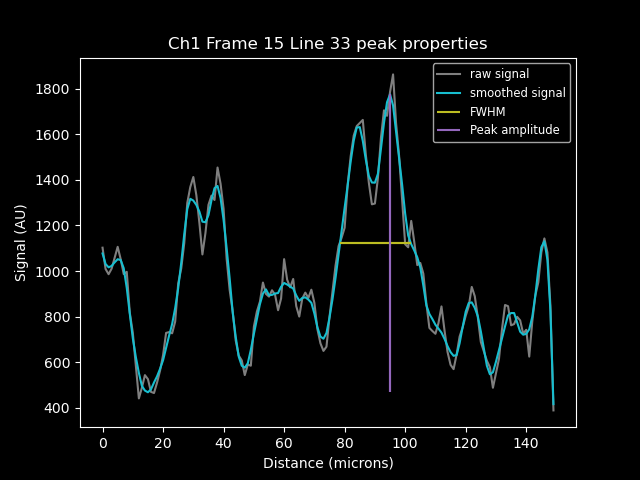 Ch1 Frame 15 Line 33 peak properties
raw signal
smoothed signal
FWHM
Peak amplitude
Signal (AU)
1800
1600
1400
1200
1000
800
600
400
0 20 40 60 80 100 120 140
Distance (microns)